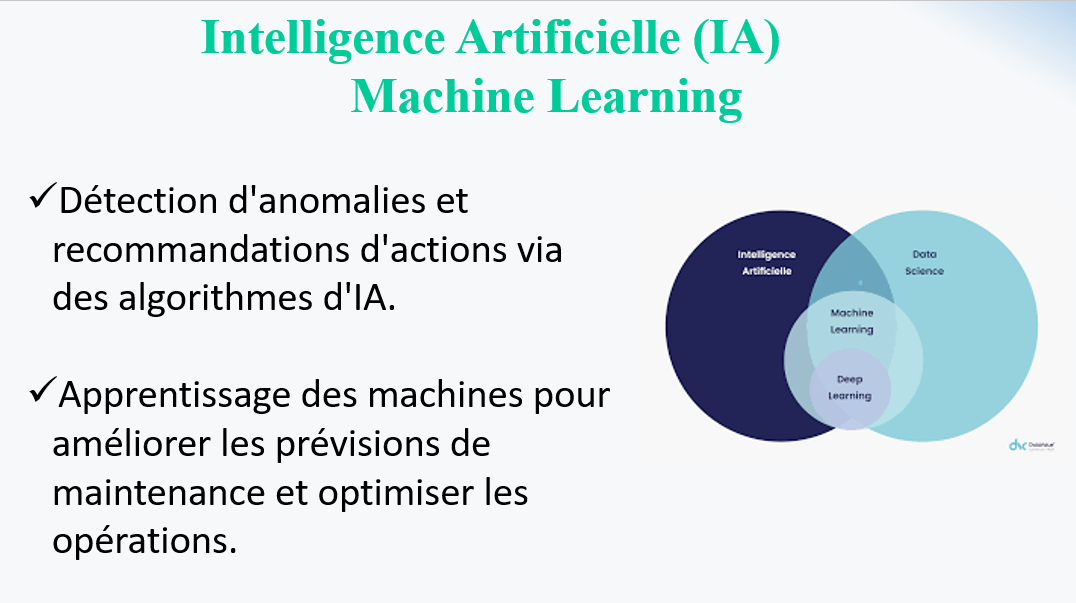 Intelligence Artificielle (IA)
Machine Learning
✓Détection d'anomalies et
recommandations d'actions via
des algorithmes d'IA.
✓Apprentissage des machines pour
améliorer les prévisions de
maintenance et optimiser les
opérations.
Intelligence
Artificielle
Data
Science
Machine
Learning
Deep
Learning